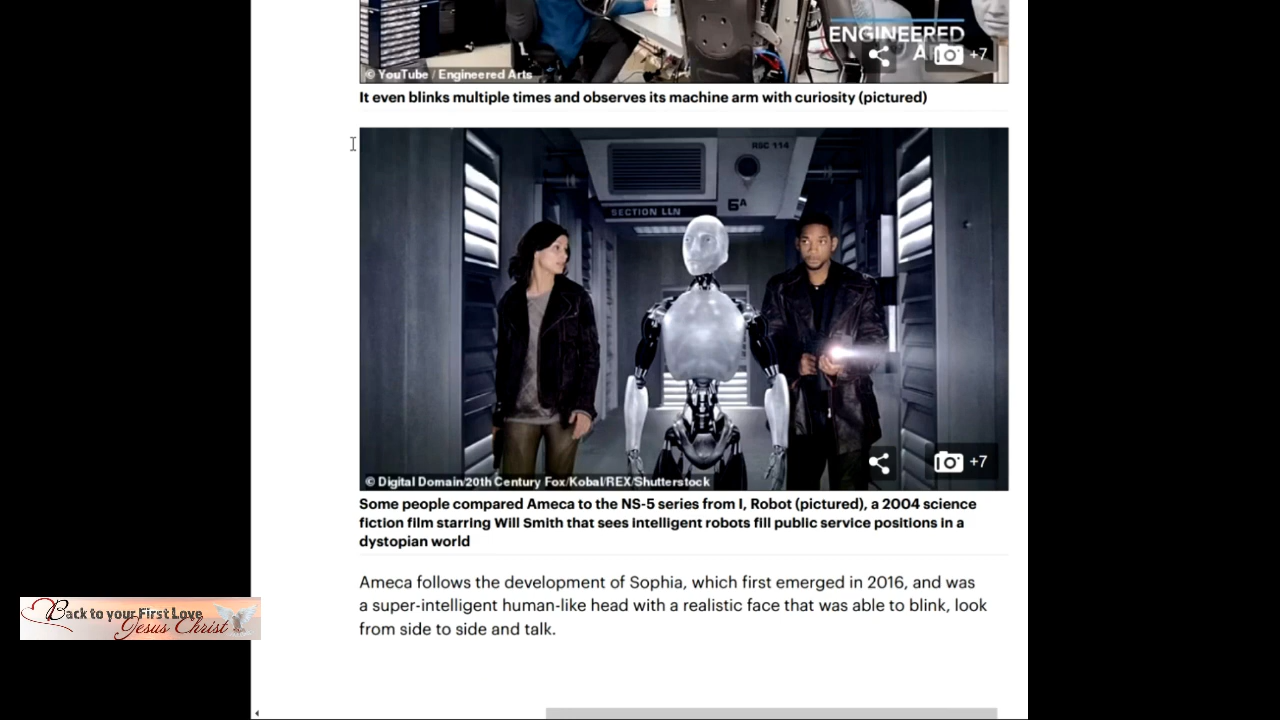 ENGINEERED
A
+7
© YouTube / Engineered Arts
It even blinks multiple times and observes its machine arm with curiosity (pictured)
RSC 114
6A
SECTION LLN
+7
© Digital Domain/20th Century Fox/Kobal/REX/Shutterstock
Some people compared Ameca to the NS-5 series from I, Robot (pictured), a 2004 science
fiction film starring Will Smith that sees intelligent robots fill public service positions in a
dystopian world
Ameca follows the development of Sophia, which first emerged in 2016, and was
a super-intelligent human-like head with a realistic face that was able to blink, look
from side to side and talk.
Back to your First Love
Jesus Christ